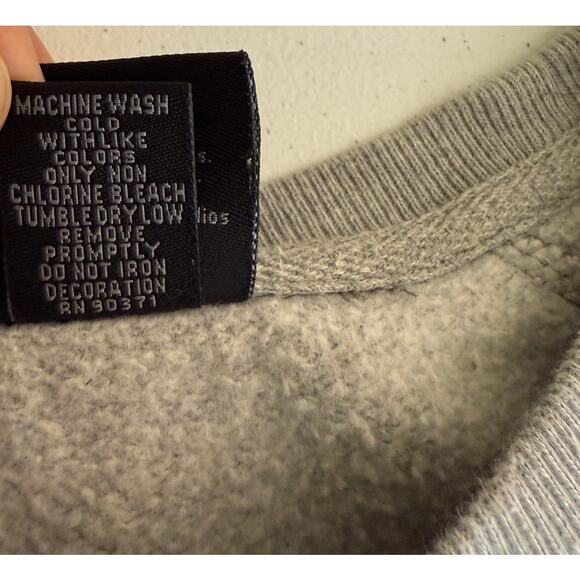 MACHINE WASH
COLD
WITH LIKE
COLORS
ONLY NON
CHLORINE BLEACH
TUMBLE DRY LOW
REMOVE
PROMPTLY
DO NOT IRON
DECORATION
RN 90371